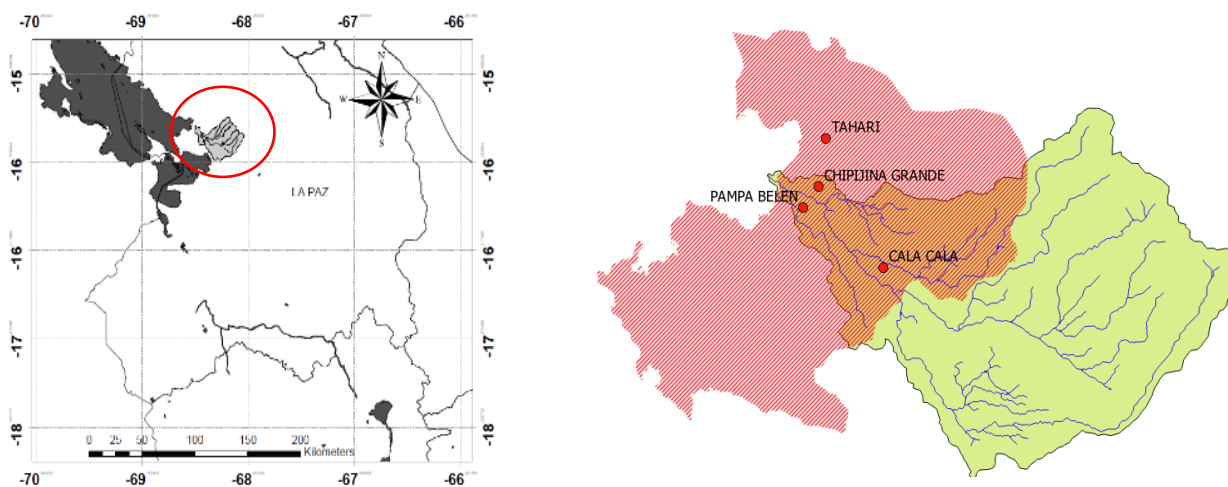 -70 -69 -68 -67 -66
-15 -15
N
W E
S
-16 -16
LA PAZ
-16 -16
-17 -17
-18 -18
0 25 50 100 150 200
Kilometers
-70 -69 -68 -67 -66
TAHARI
CHIPIJINA GRANDE
PAMPA BELEN
CALA CALA